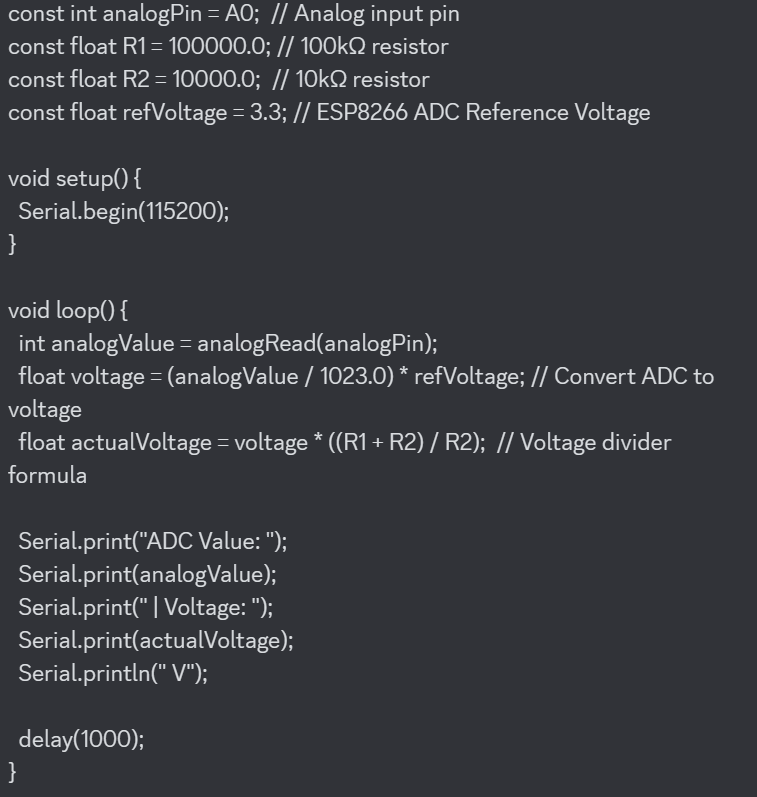 const int analogPin = A0;  // Analog input pin
const float R1 = 100000.0; // 100kΩ resistor
const float R2 = 10000.0;  // 10kΩ resistor
const float refVoltage = 3.3; // ESP8266 ADC Reference Voltage

void setup() {
  Serial.begin(115200);
}

void loop() {
  int analogValue = analogRead(analogPin);
  float voltage = (analogValue / 1023.0) * refVoltage; // Convert ADC to
voltage
  float actualVoltage = voltage * ((R1 + R2) / R2);  // Voltage divider
formula

  Serial.print("ADC Value: ");
  Serial.print(analogValue);
  Serial.print(" | Voltage: ");
  Serial.print(actualVoltage);
  Serial.println(" V");

  delay(1000);
}